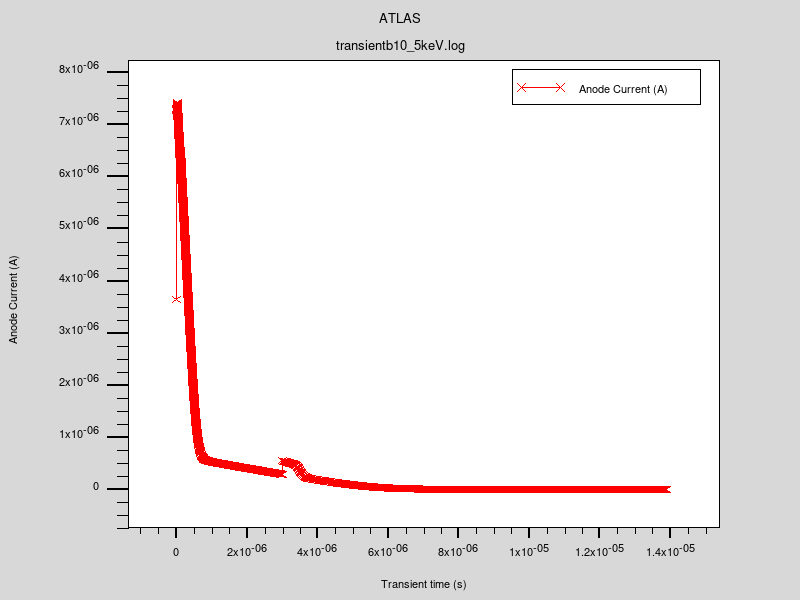 ATLAS
transientb10_5keV.log
Anode Current (A)
8x10-06
7x10-06
6x10-06
5x10-06
4x10-06
3x10-06
2x10-06
1x10-06
0
Anode Current (A)
0 2x10-06 4x10-06 6x10-06 8x10-06 1x10-05 1.2x10-05 1.4x10-05
Transient time (s)